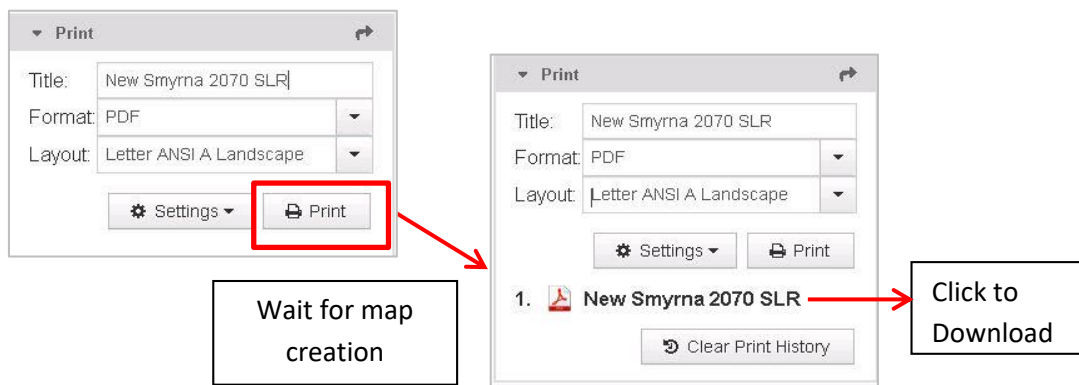 Print
Title: New Smyrna 2070 SLR
Format: PDF
Layout: Letter ANSI A Landscape
Settings Print
Wait for map
creation
Print
Title: New Smyrna 2070 SLR
Format: PDF
Layout: Letter ANSI A Landscape
Settings Print
1. New Smyrna 2070 SLR
Clear Print History
Click to
Download